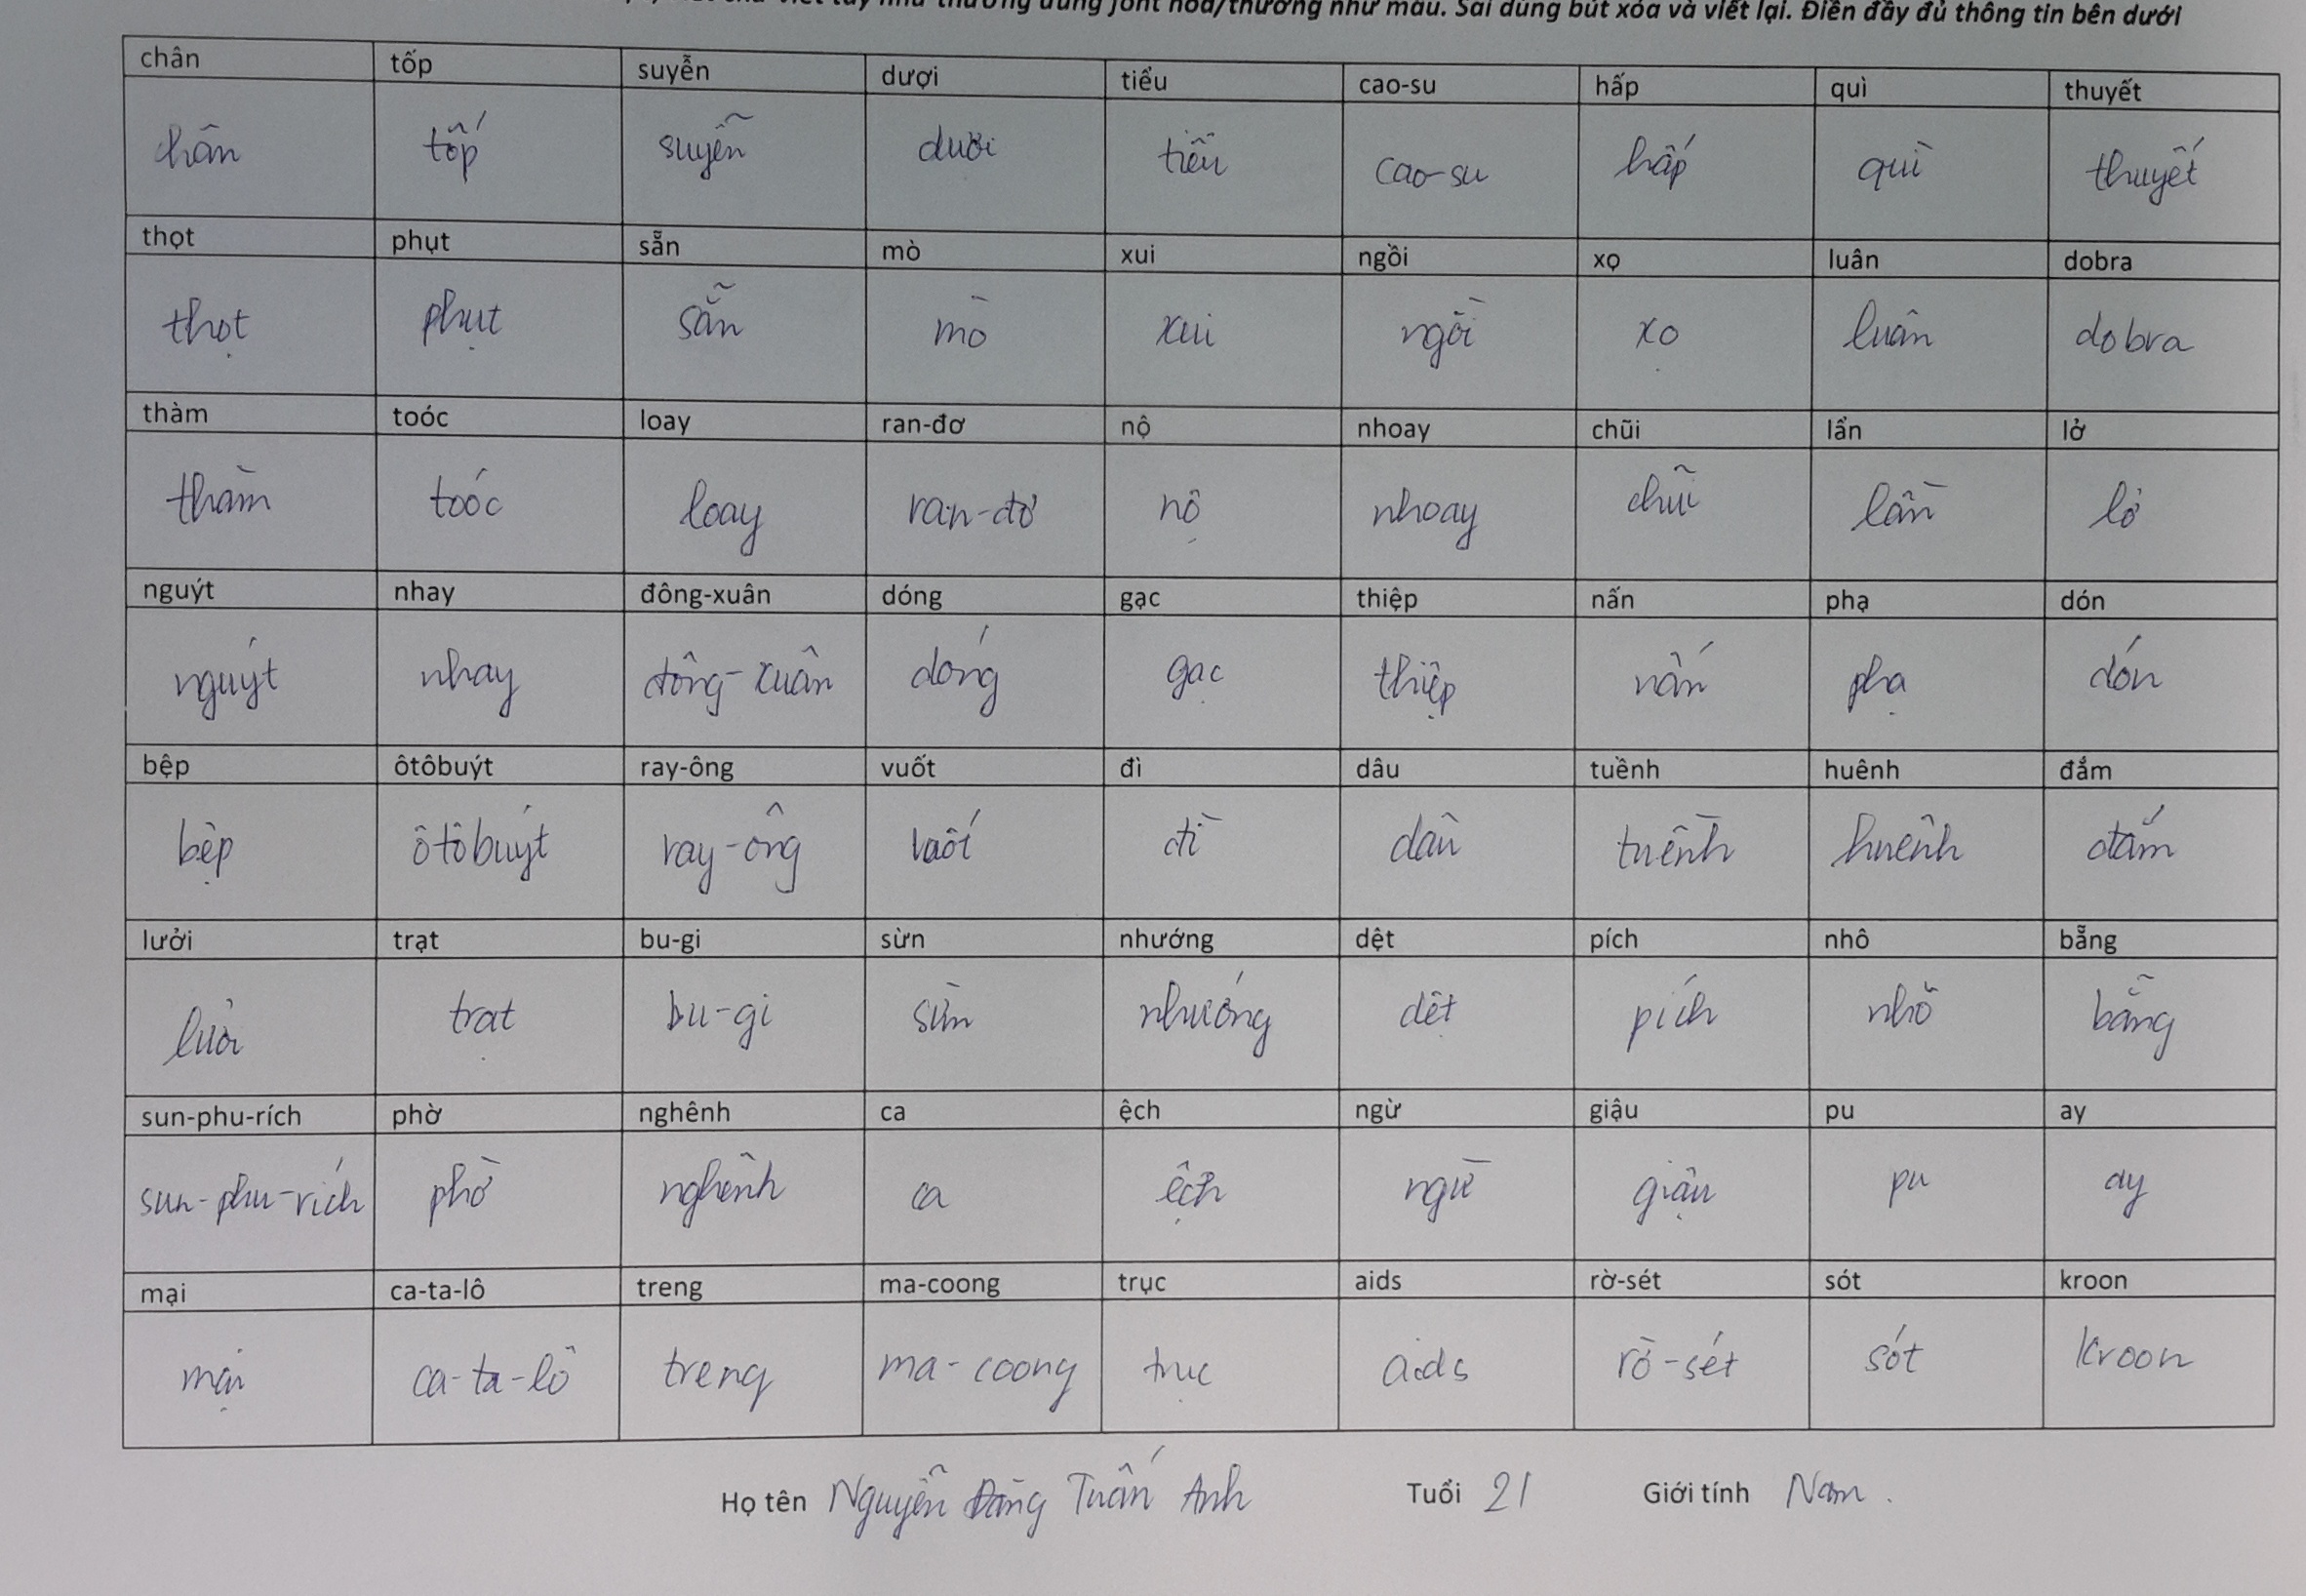 viết tay như thường dùng font hoa/thường như mẫu. Sai dùng bút xóa và viết lại. Điền đầy đủ thông tin bên dưới
chân tốp suyễn dượi tiểu cao-su hấp quì thuyết
chân tốp suyễn dười tiểu cao-su hấp quì thuyết
thọt phụt sẵn mò xui ngồi xọ luân dobra
thọt phụt sẵn mò xui ngồi xọ luân dobra
thàm toóc loay ran-đơ nộ nhoay chũi lẩn lở
thàm toóc loay ran-đơ nộ nhoay chũi lần lở
nguýt nhay đông-xuân dóng gạc thiệp nấn phạ dón
nguýt nhay đông-xuân dóng gạc thiệp nấn phạ dón
bệp ôtôbuýt ray-ông vuốt đì dâu tuềnh huênh đắm
bệp ôtôbuýt ray-ông vuốt đì dâu tuềnh huênh đắm
lưởi trạt bu-gi sừn nhướng dệt pích nhô bẵng
lưởi trạt bu-gi sừn nhướng dệt pích nhô bẵng
sun-phu-rích phờ nghênh ca ệch ngừ giậu pu ay
sun-phu-rích phờ nghênh ca ệch ngừ giậu pu ay
mại ca-ta-lô treng ma-coong trục aids rờ-sét sót kroon
mại ca-ta-lô treng ma-coong trục aids rờ-sét sót kroon
Họ tên Nguyễn Đăng Tuấn Anh Tuổi 21 Giới tính Nam.